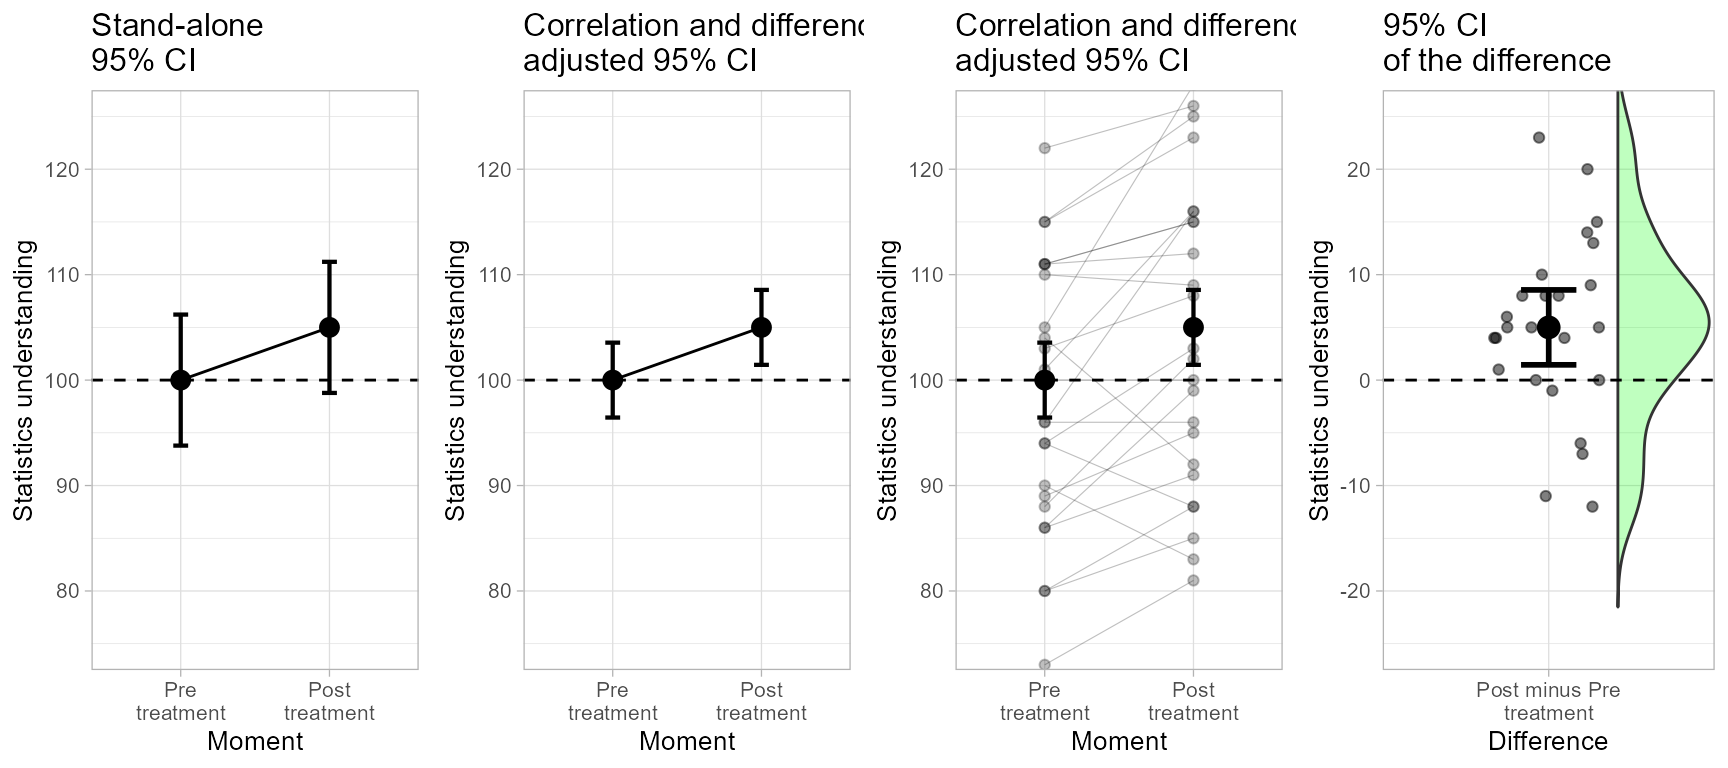 Stand-alone
95% CI
120
110
100
90
80
Statistics understanding
Pre
treatment
Post
treatment
Moment
Correlation and differenc
adjusted 95% CI
120
110
100
90
80
Statistics understanding
Pre
treatment
Post
treatment
Moment
Correlation and differenc
adjusted 95% CI
120
110
100
90
80
Statistics understanding
Pre
treatment
Post
treatment
Moment
95% CI
of the difference
20
10
0
-10
-20
Statistics understanding
Post minus Pre
treatment
Difference